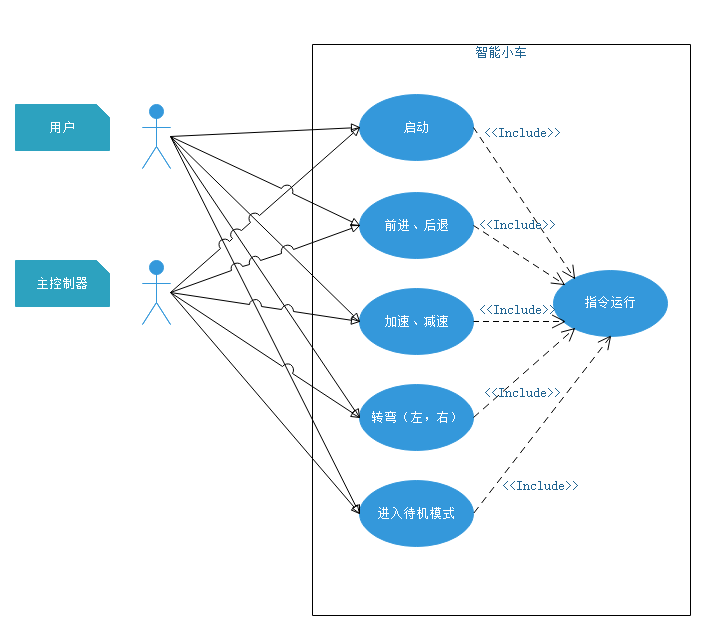 智能小车
用户
启动
<<Include>>
前进、后退
<<Include>>
主控制器
指令运行
加速、减速
<<Include>>
转弯（左，右）
<<Include>>
进入待机模式
<<Include>>